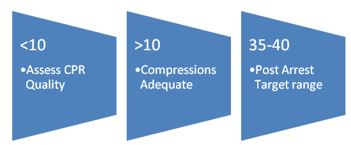 <10
•Assess CPR
Quality
>10
•Compressions
Adequate
35-40
•Post Arrest
Target range